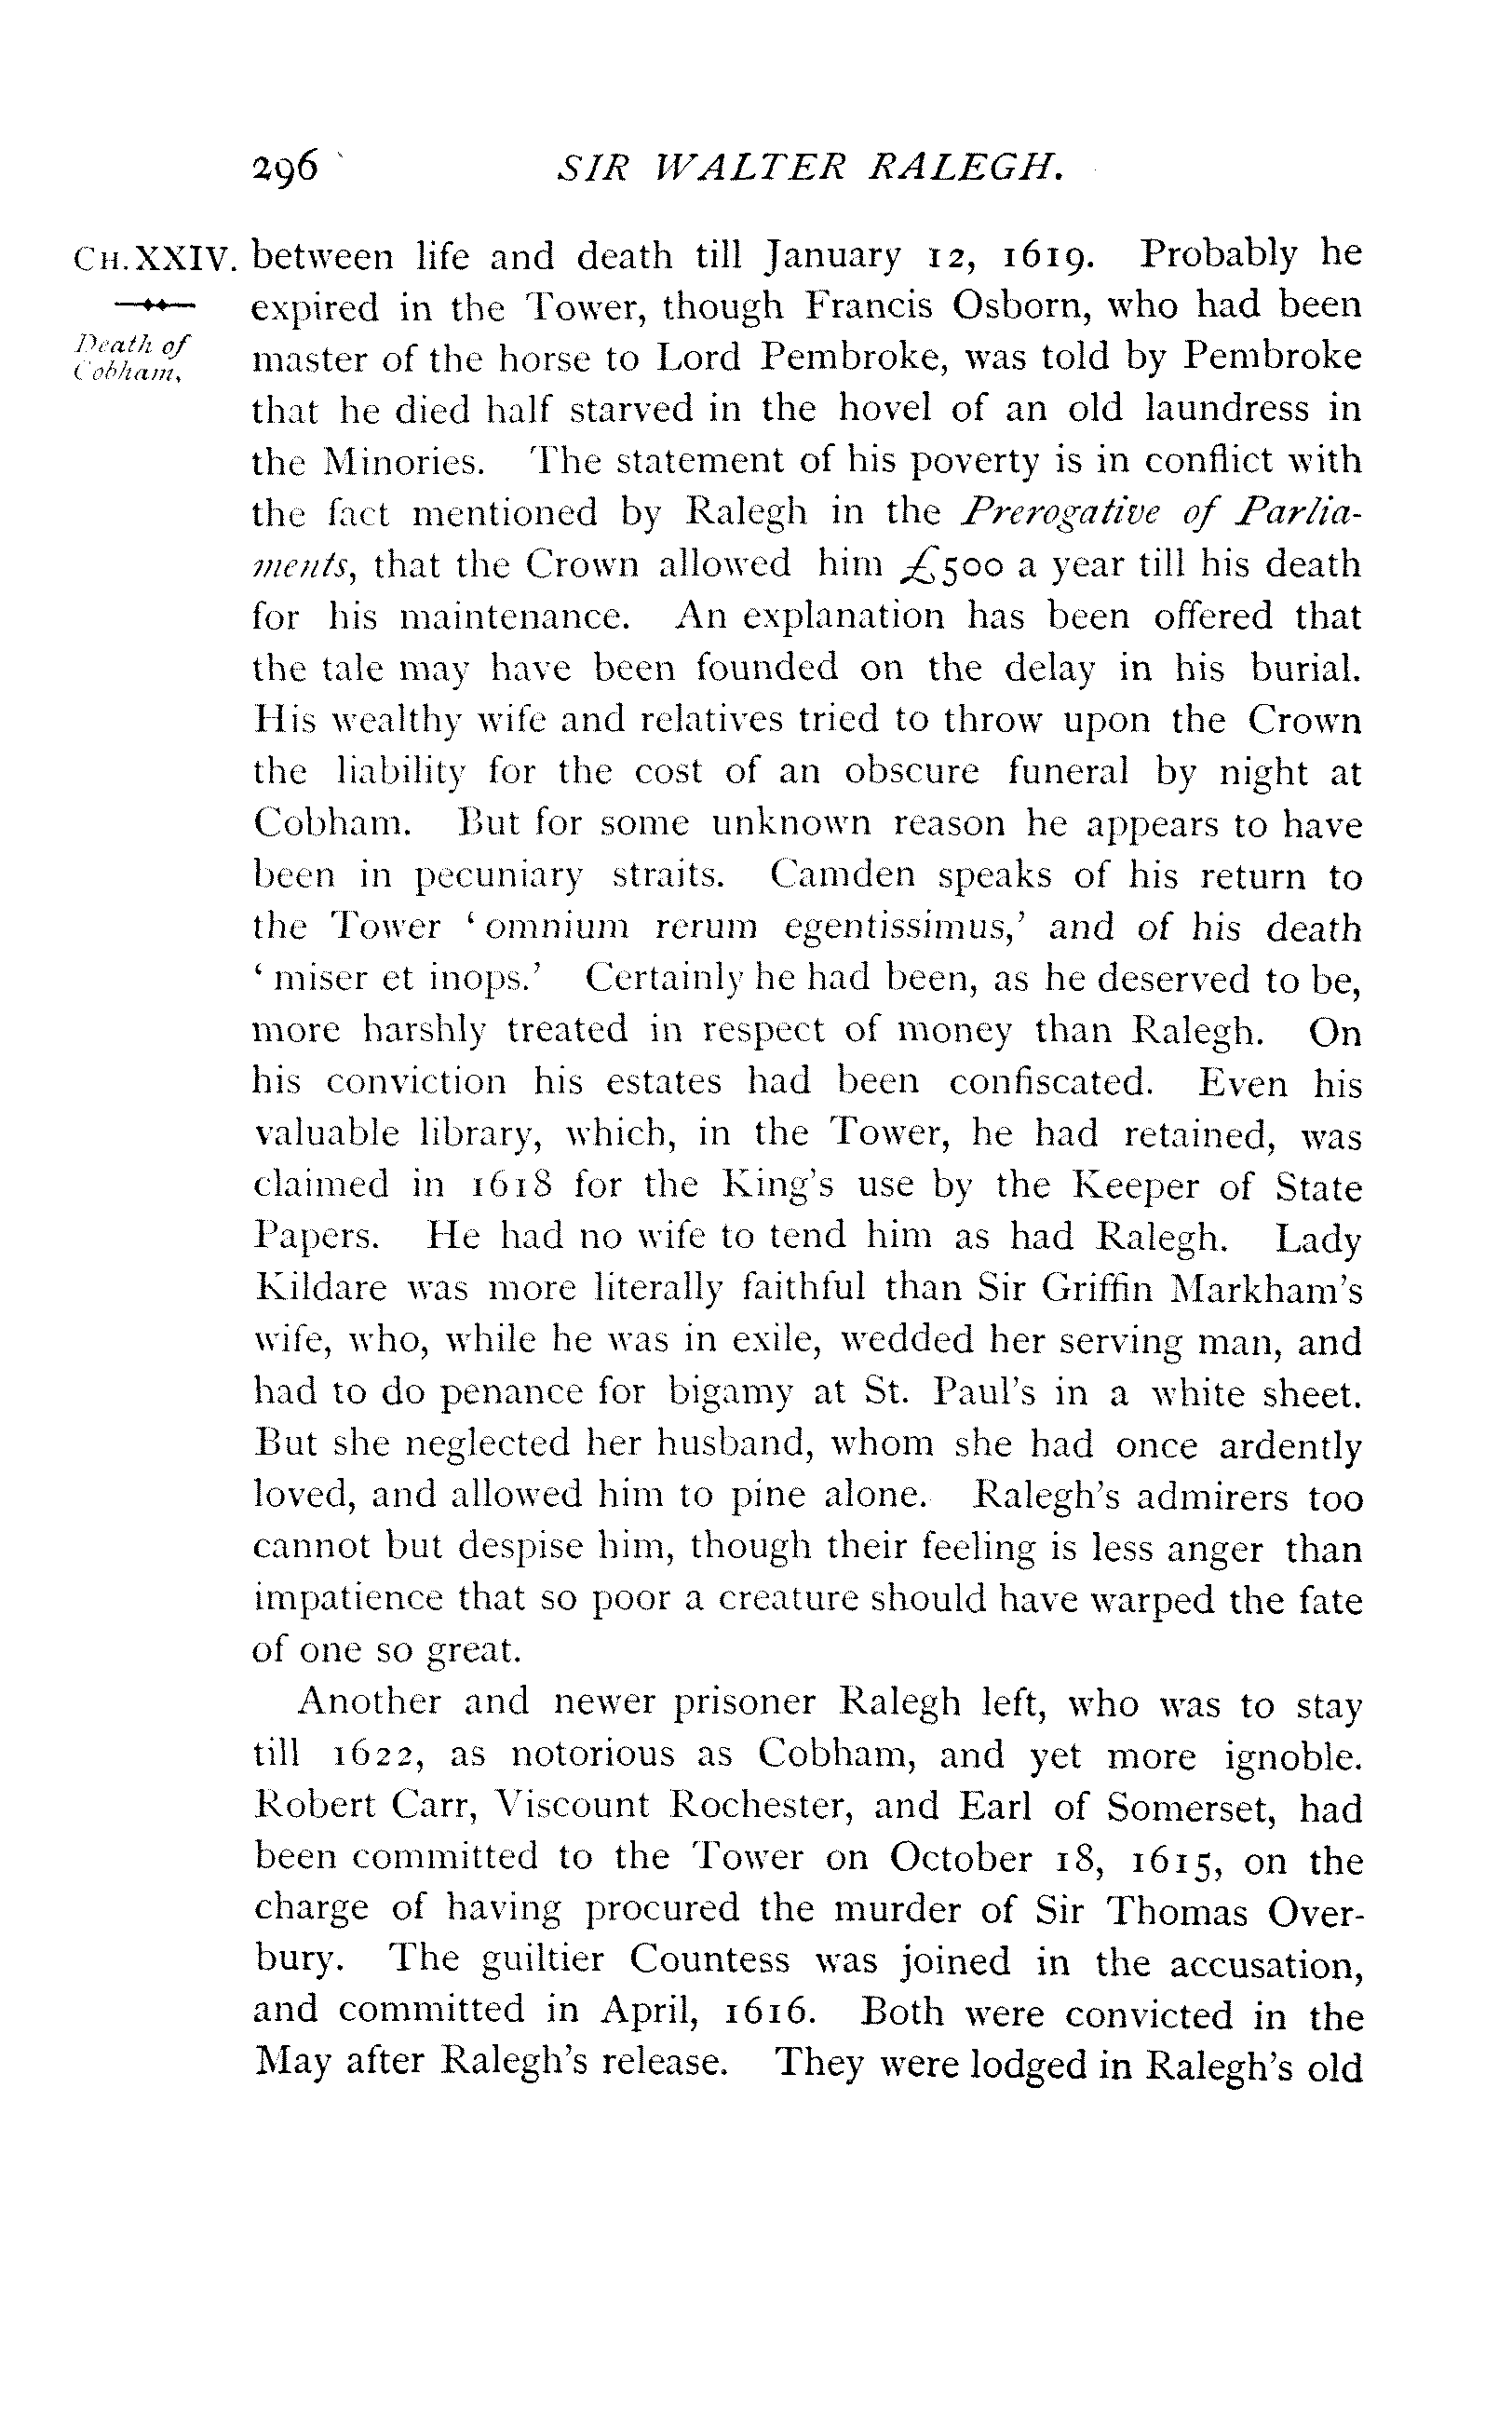 296 SIR WALTER RALEGH.
CH. XXIV. between life and death till January 12, 1619. Probably he
expired in the Tower, though Francis Osborn, who had been
Death of
Cobham.
master of the horse to Lord Pembroke, was told by Pembroke
that he died half starved in the hovel of an old laundress in
the Minories. The statement of his poverty is in conflict with
the fact mentioned by Ralegh in the Prerogative of Parlia-
ments, that the Crown allowed him £500 a year till his death
for his maintenance. An explanation has been offered that
the tale may have been founded on the delay in his burial.
His wealthy wife and relatives tried to throw upon the Crown
the liability for the cost of an obscure funeral by night at
Cobham. But for some unknown reason he appears to have
been in pecuniary straits. Camden speaks of his return to
the Tower ‘omnium rerum egentissimus,’ and of his death
‘miser et inops.’ Certainly he had been, as he deserved to be,
more harshly treated in respect of money than Ralegh. On
his conviction his estates had been confiscated. Even his
valuable library, which, in the Tower, he had retained, was
claimed in 1618 for the King's use by the Keeper of State
Papers. He had no wife to tend him as had Ralegh. Lady
Kildare was more literally faithful than Sir Griffin Markham's
wife, who, while he was in exile, wedded her serving man, and
had to do penance for bigamy at St. Paul's in a white sheet.
But she neglected her husband, whom she had once ardently
loved, and allowed him to pine alone. Ralegh's admirers too
cannot but despise him, though their feeling is less anger than
impatience that so poor a creature should have warped the fate
of one so great.
Another and newer prisoner Ralegh left, who was to stay
till 1622, as notorious as Cobham, and yet more ignoble.
Robert Carr, Viscount Rochester, and Earl of Somerset, had
been committed to the Tower on October 18, 1615, on the
charge of having procured the murder of Sir Thomas Over-
bury. The guiltier Countess was joined in the accusation,
and committed in April, 1616. Both were convicted in the
May after Ralegh's release. They were lodged in Ralegh's old